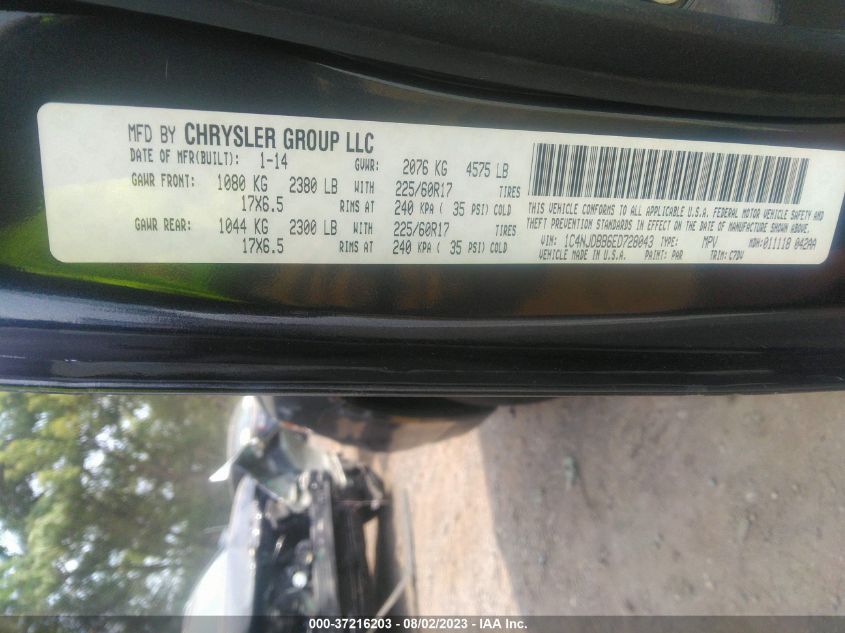 MFD BY CHRYSLER GROUP LLC
DATE OF MFR(BUILT): 1-14 GVWR: 2076 KG 4575 LB
GAWR FRONT: 1080 KG 2380 LB WITH 225/60R17 TIRES
17X6.5 RIMS AT 240 KPA ( 35 PSI) COLD
GAWR REAR: 1044 KG 2300 LB WITH 225/60R17 TIRES
17X6.5 RIMS AT 240 KPA ( 35 PSI) COLD
THIS VEHICLE CONFORMS TO ALL APPLICABLE U.S.A. FEDERAL MOTOR VEHICLE SAFETY AND
THEFT PREVENTION STANDARDS IN EFFECT ON THE DATE OF MANUFACTURE SHOWN ABOVE.
VIN: 1C4NJDBB6ED728043 TYPE: MPV MDH: 011118 042AA
VEHICLE MADE IN U.S.A. PAINT: PAR TRIM: C7DV
000-37216203 - 08/02/2023 - IAA Inc.